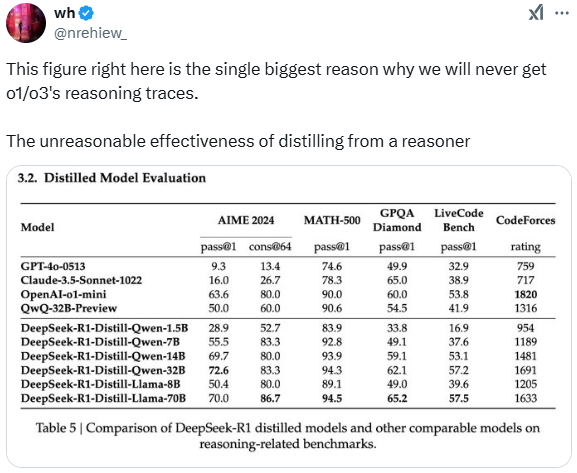 wh
@nrehiew_
This figure right here is the single biggest reason why we will never get
o1/o3's reasoning traces.
The unreasonable effectiveness of distilling from a reasoner
3.2. Distilled Model Evaluation
Model AIME 2024 MATH-500 GPQA Diamond LiveCode Bench CodeForces
pass@1 cons@64 pass@1 pass@1 pass@1 rating
GPT-4o-0513 9.3 13.4 74.6 49.9 32.9 759
Claude-3.5-Sonnet-1022 16.0 26.7 78.3 65.0 38.9 717
OpenAI-o1-mini 63.6 80.0 90.0 60.0 53.8 1820
QwQ-32B-Preview 50.0 60.0 90.6 54.5 41.9 1316
DeepSeek-R1-Distill-Qwen-1.5B 28.9 52.7 83.9 33.8 16.9 954
DeepSeek-R1-Distill-Qwen-7B 55.5 83.3 92.8 49.1 37.6 1189
DeepSeek-R1-Distill-Qwen-14B 69.7 80.0 93.9 59.1 53.1 1481
DeepSeek-R1-Distill-Qwen-32B 72.6 83.3 94.3 62.1 57.2 1691
DeepSeek-R1-Distill-Llama-8B 50.4 80.0 89.1 49.0 39.6 1205
DeepSeek-R1-Distill-Llama-70B 70.0 86.7 94.5 65.2 57.5 1633
Table 5 | Comparison of DeepSeek-R1 distilled models and other comparable models on
reasoning-related benchmarks.